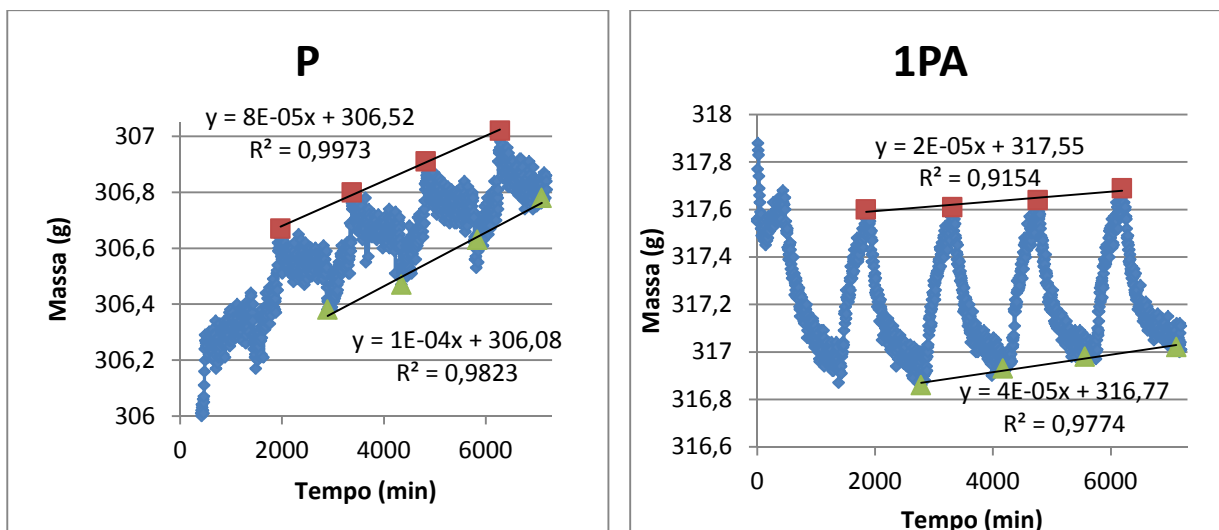 P
y = 8E-05x + 306,52
R² = 0,9973
307
306,8
306,6
306,4
306,2
306
Massa (g)
y = 1E-04x + 306,08
R² = 0,9823
0 2000 4000 6000
Tempo (min)
1PA
318
317,8
317,6
317,4
317,2
317
316,8
316,6
Massa (g)
y = 2E-05x + 317,55
R² = 0,9154
y = 4E-05x + 316,77
R² = 0,9774
0 2000 4000 6000
Tempo (min)